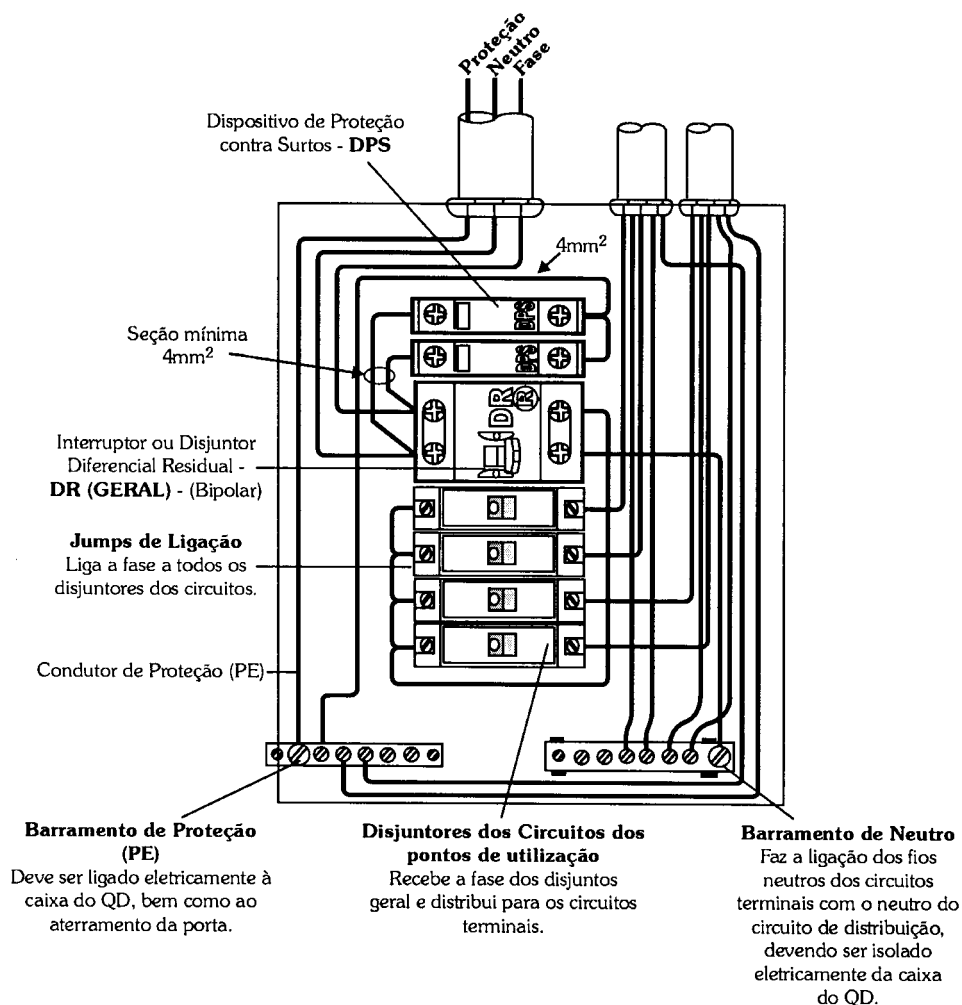 Proteção
Neutro
Fase
Dispositivo de Proteção
contra Surtos - DPS
4mm²
DPS
Seção mínima
4mm²
DPS
DR
R
Interruptor ou Disjuntor
Diferencial Residual -
DR (GERAL) - (Bipolar)
Jumps de Ligação
Liga a fase a todos os
disjuntores dos circuitos.
Condutor de Proteção (PE)
Barramento de Proteção
(PE)
Deve ser ligado eletricamente à
caixa do QD, bem como ao
aterramento da porta.
Disjuntores dos Circuitos dos
pontos de utilização
Recebe a fase dos disjuntos
geral e distribui para os circuitos
terminais.
Barramento de Neutro
Faz a ligação dos fios
neutros dos circuitos
terminais com o neutro do
circuito de distribuição,
devendo ser isolado
eletricamente da caixa
do QD.